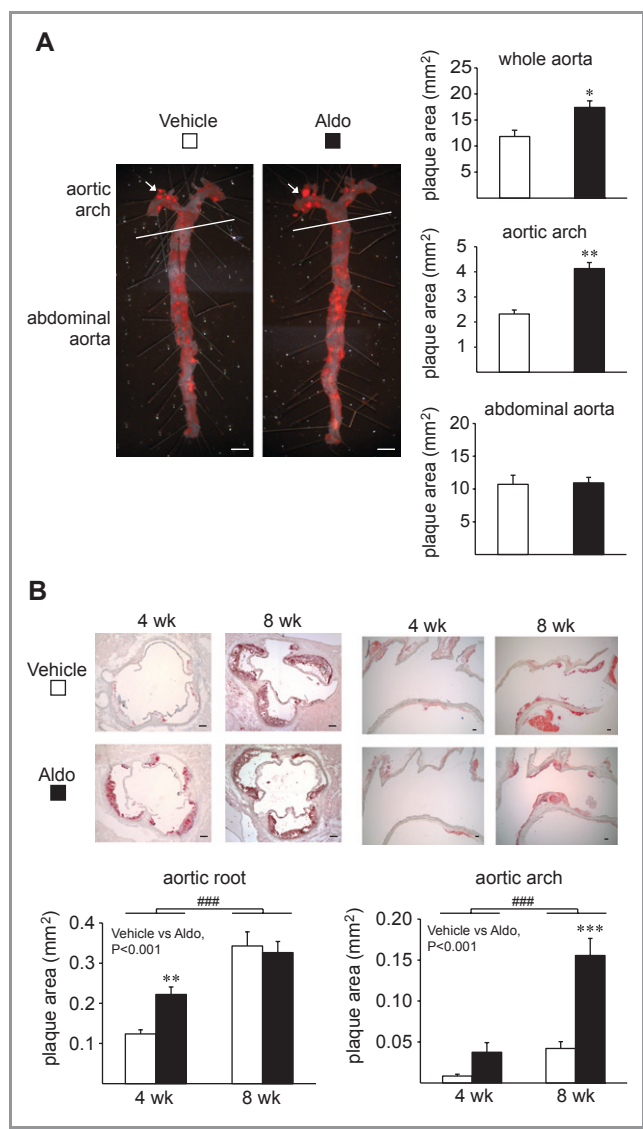 A
Vehicle
Aldo
aortic
arch
abdominal
aorta
whole aorta
plaque area (mm²)
25
20
15
10
5
*
aortic arch
plaque area (mm²)
5
4
3
2
1
**
abdominal aorta
plaque area (mm²)
20
15
10
5
B
4 wk 8 wk 4 wk 8 wk
Vehicle
Aldo
aortic root
###
plaque area (mm²)
0.4
0.3
0.2
0.1
Vehicle vs Aldo,
P<0.001
**
4 wk 8 wk
aortic arch
###
plaque area (mm²)
0.20
0.15
0.10
0.05
Vehicle vs Aldo,
P<0.001
***
4 wk 8 wk